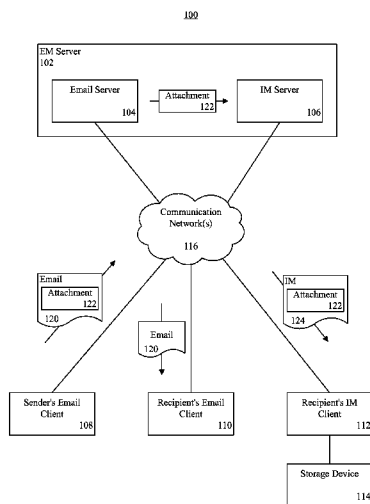 100
EM Server
102
Email Server
104
Attachment
122
IM Server
106
Communication
Network(s)
116
Email
Attachment
122
120
Email
120
IM
Attachment
122
124
Sender's Email
Client
108
Recipient's Email
Client
110
Recipient's IM
Client
112
Storage Device
114